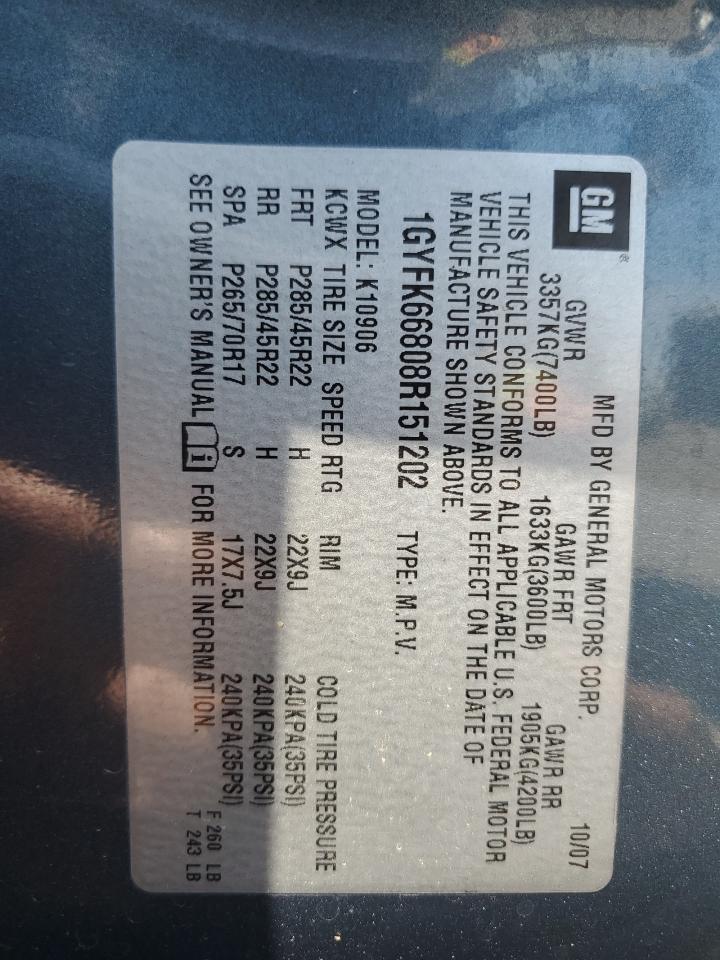 GM®
MFD BY GENERAL MOTORS CORP. 10/07
GVWR GAWR FRT GAWR RR
3357KG(7400LB) 1633KG(3600LB) 1905KG(4200LB)
THIS VEHICLE CONFORMS TO ALL APPLICABLE U.S. FEDERAL MOTOR
VEHICLE SAFETY STANDARDS IN EFFECT ON THE DATE OF
MANUFACTURE SHOWN ABOVE.
1GYFK66808R151202 TYPE: M.P.V.
MODEL: K10906
KCWX TIRE SIZE SPEED RTG RIM COLD TIRE PRESSURE
FRT P285/45R22 H 22X9J 240KPA(35PSI)
RR P285/45R22 H 22X9J 240KPA(35PSI)
SPA P265/70R17 S 17X7.5J 240KPA(35PSI)
SEE OWNER'S MANUAL i FOR MORE INFORMATION.
F 260 LB
T 243 LB